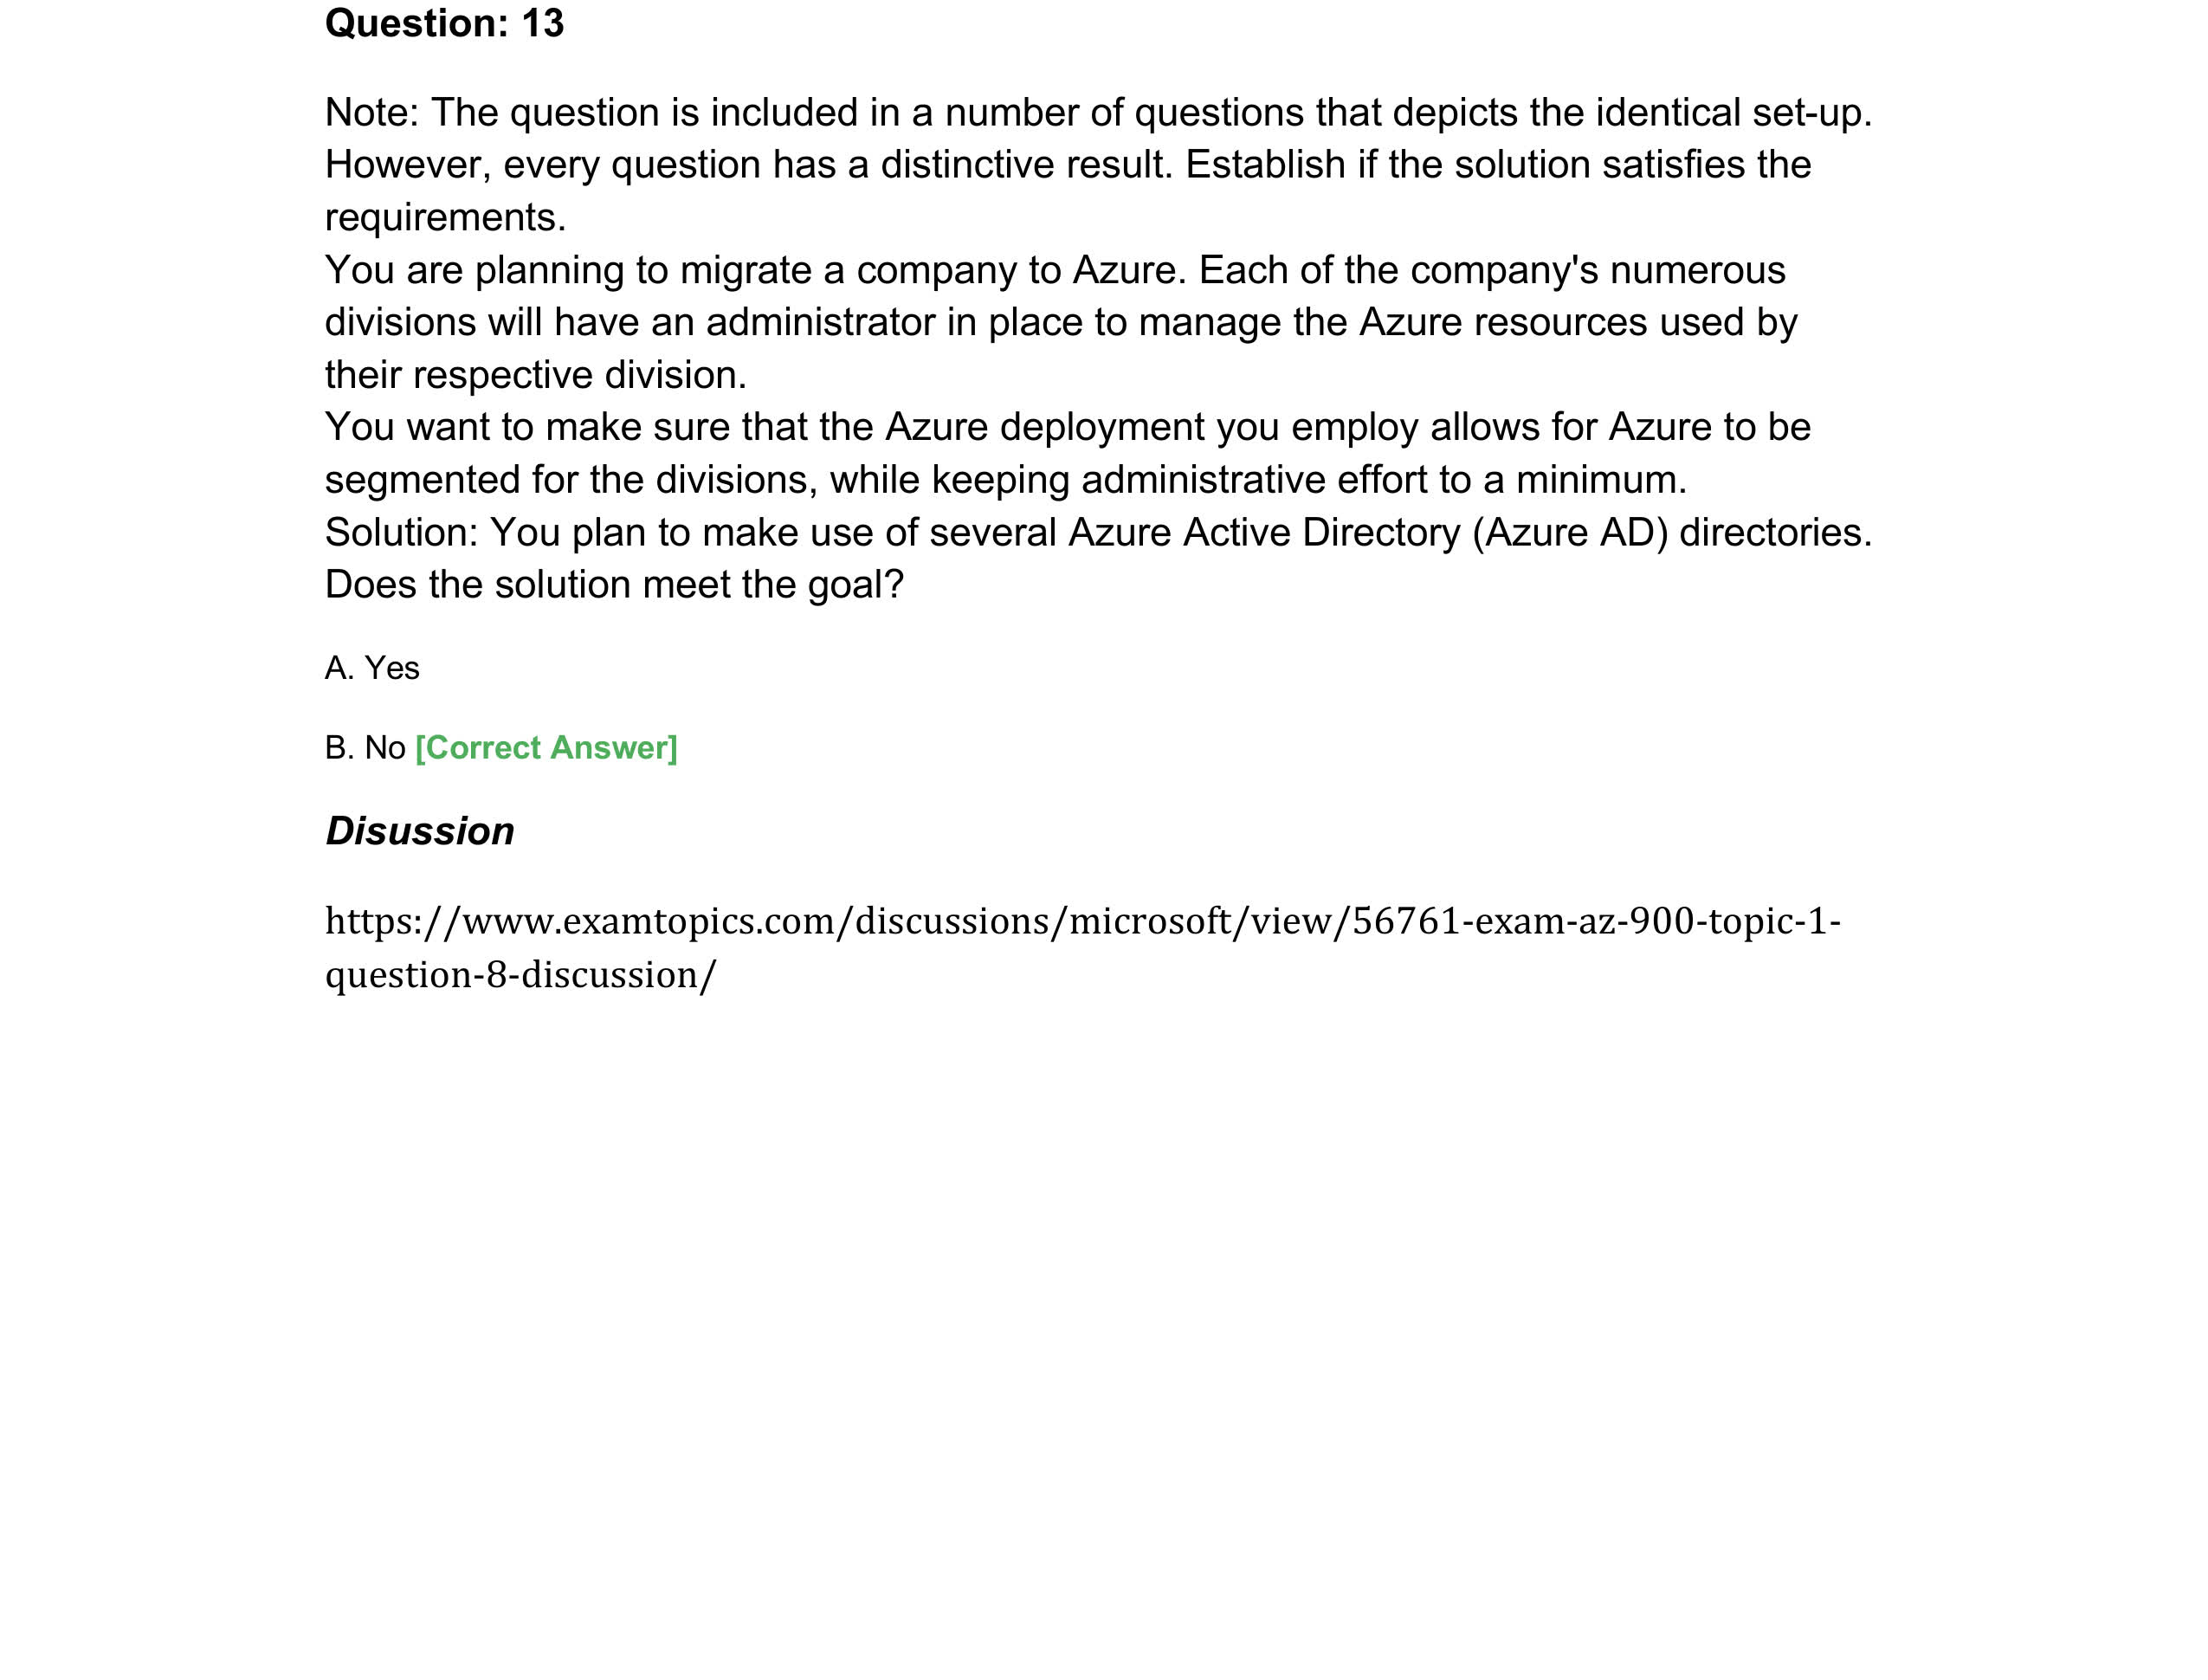 Question: 13
Note: The question is included in a number of questions that depicts the identical set-up.
However, every question has a distinctive result. Establish if the solution satisfies the
requirements.
You are planning to migrate a company to Azure. Each of the company's numerous
divisions will have an administrator in place to manage the Azure resources used by
their respective division.
You want to make sure that the Azure deployment you employ allows for Azure to be
segmented for the divisions, while keeping administrative effort to a minimum.
Solution: You plan to make use of several Azure Active Directory (Azure AD) directories.
Does the solution meet the goal?
A. Yes
B. No [Correct Answer]
Disussion
https://www.examtopics.com/discussions/microsoft/view/56761-exam-az-900-topic-1-
question-8-discussion/